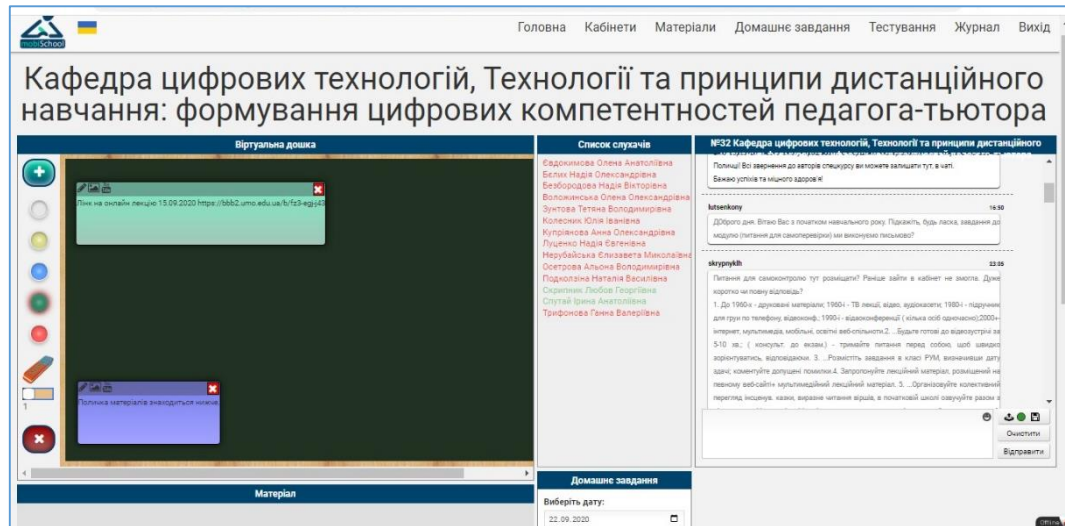 mobiSchool
Головна Кабінети Матеріали Домашнє завдання Тестування Журнал Вихід
Кафедра цифрових технологій, Технології та принципи дистанційного
навчання: формування цифрових компетентностей педагога-тьютора
Віртуальна дошка
Лінк на онлайн лекцію 15.09.2020 https://bbb2.umo.edu.ua/b/fz3-egj-j43
Поличка матеріалів знаходиться нижче
1
Матеріал
Список слухачів
Євдокимова Олена Анатоліївна
Бєлих Надія Олександрівна
Безбородова Надія Вікторівна
Воложинська Олена Олександрівна
Зунтова Тетяна Володимирівна
Колесник Юлія Іванівна
Купріянова Анна Олександрівна
Луценко Надія Євгенівна
Нерубайська Єлизавета Миколаївна
Осетрова Альона Володимирівна
Подколзіна Наталія Василівна
Скрипник Любов Георгіївна
Слутай Ірина Анатоліївна
Трифонова Ганна Валеріївна
Домашнє завдання
Виберіть дату:
22.09.2020
№32 Кафедра цифрових технологій, Технології та принципи дистанційного
Полички! Всі звернення до авторів спецкурсу ви можете залишати тут, в чаті.
Бажаю успіхів та міцного здоров'я!
lutsenkony 16:50
ДОброго дня. Вітаю Вас з початком навчального року. Підкажіть, будь ласка, завдання до
модулю (питання для самоперевірки) ми виконуємо письмово?
skrypnyklh 23:05
Питання для самоконтролю тут розміщати? Раніше зайти в кабінет не змогла. Дуже
коротко чи повну відповідь?
1. До 1960-х - друковані матеріали; 1960-і - ТВ лекції, відео, аудіокасети; 1980-і - підручник
для груп по телефону, відеоконф.; 1990-і - відаоконференції ( кілька осіб одночасно);2000+-
інтернет, мультимедіа, мобільні, освітні веб-спільноти.2. ...Будьте готові до відеозустрічі за
5-10 хв.; ( консульт. до екзам.) - тримайте питання перед собою, щоб швидко
зорієнтуватись, відповідаючи. 3. ...Розмістіть завдання в класі РУМ, визначивши дату
здачі; коментуйте допущені помилки.4. Запропонуйте лекційний матеріал, розміщений на
певному веб-сайті+ мультимедійний лекційний матеріал. 5. ...Організовуйте колективний
перегляд інсценув. казки, виразне читання віршів, в початковій школі озвучуйте разом з
Очистити
Відправити
Offline